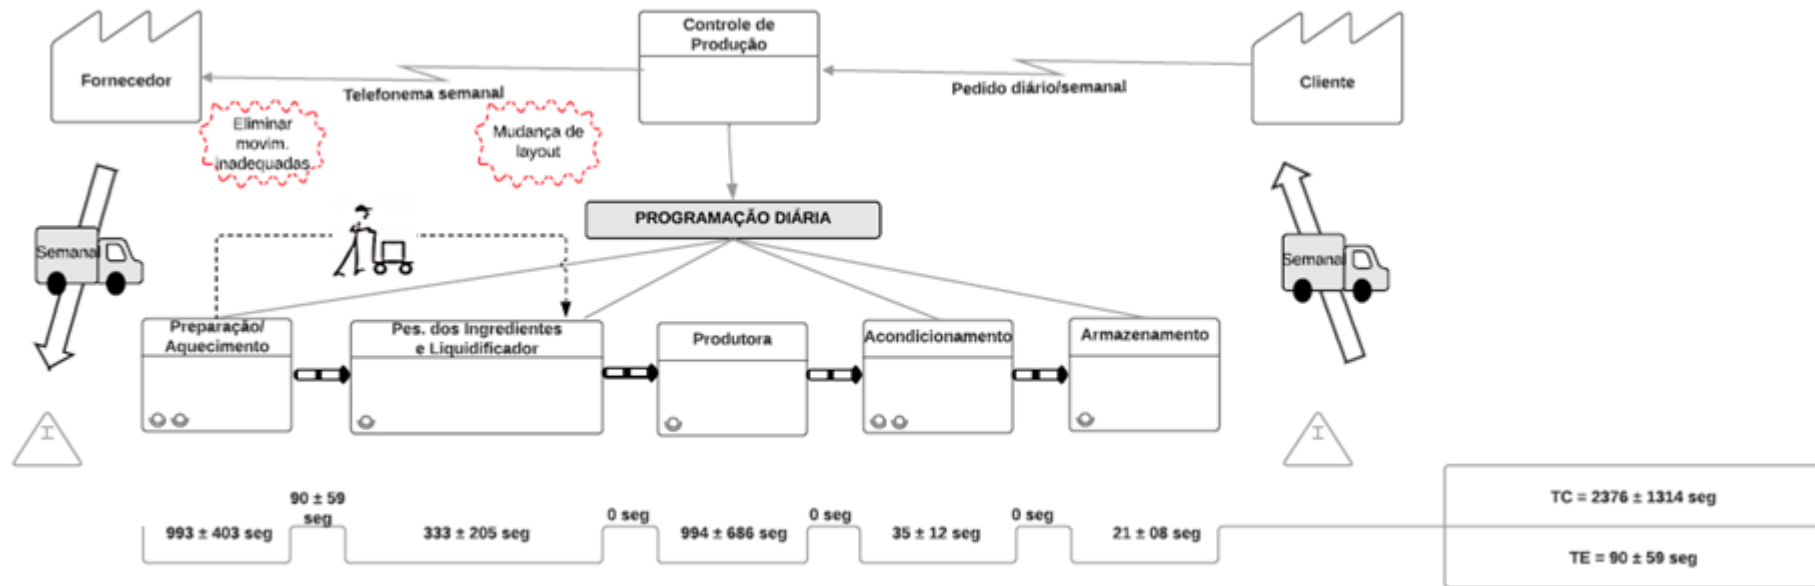 Controle de
Produção
Fornecedor
Cliente
Telefonema semanal
Pedido diário/semanal
Eliminar
movim.
inadequadas
Mudança de
layout
PROGRAMAÇÃO DIÁRIA
Semanal
Semanal
Preparação/
Aquecimento
Pes. dos Ingredientes
e Liquidificador
Produtora
Acondicionamento
Armazenamento
I
I
90 ± 59
seg
0 seg
0 seg
0 seg
993 ± 403 seg
333 ± 205 seg
994 ± 686 seg
35 ± 12 seg
21 ± 08 seg
TC = 2376 ± 1314 seg
TE = 90 ± 59 seg